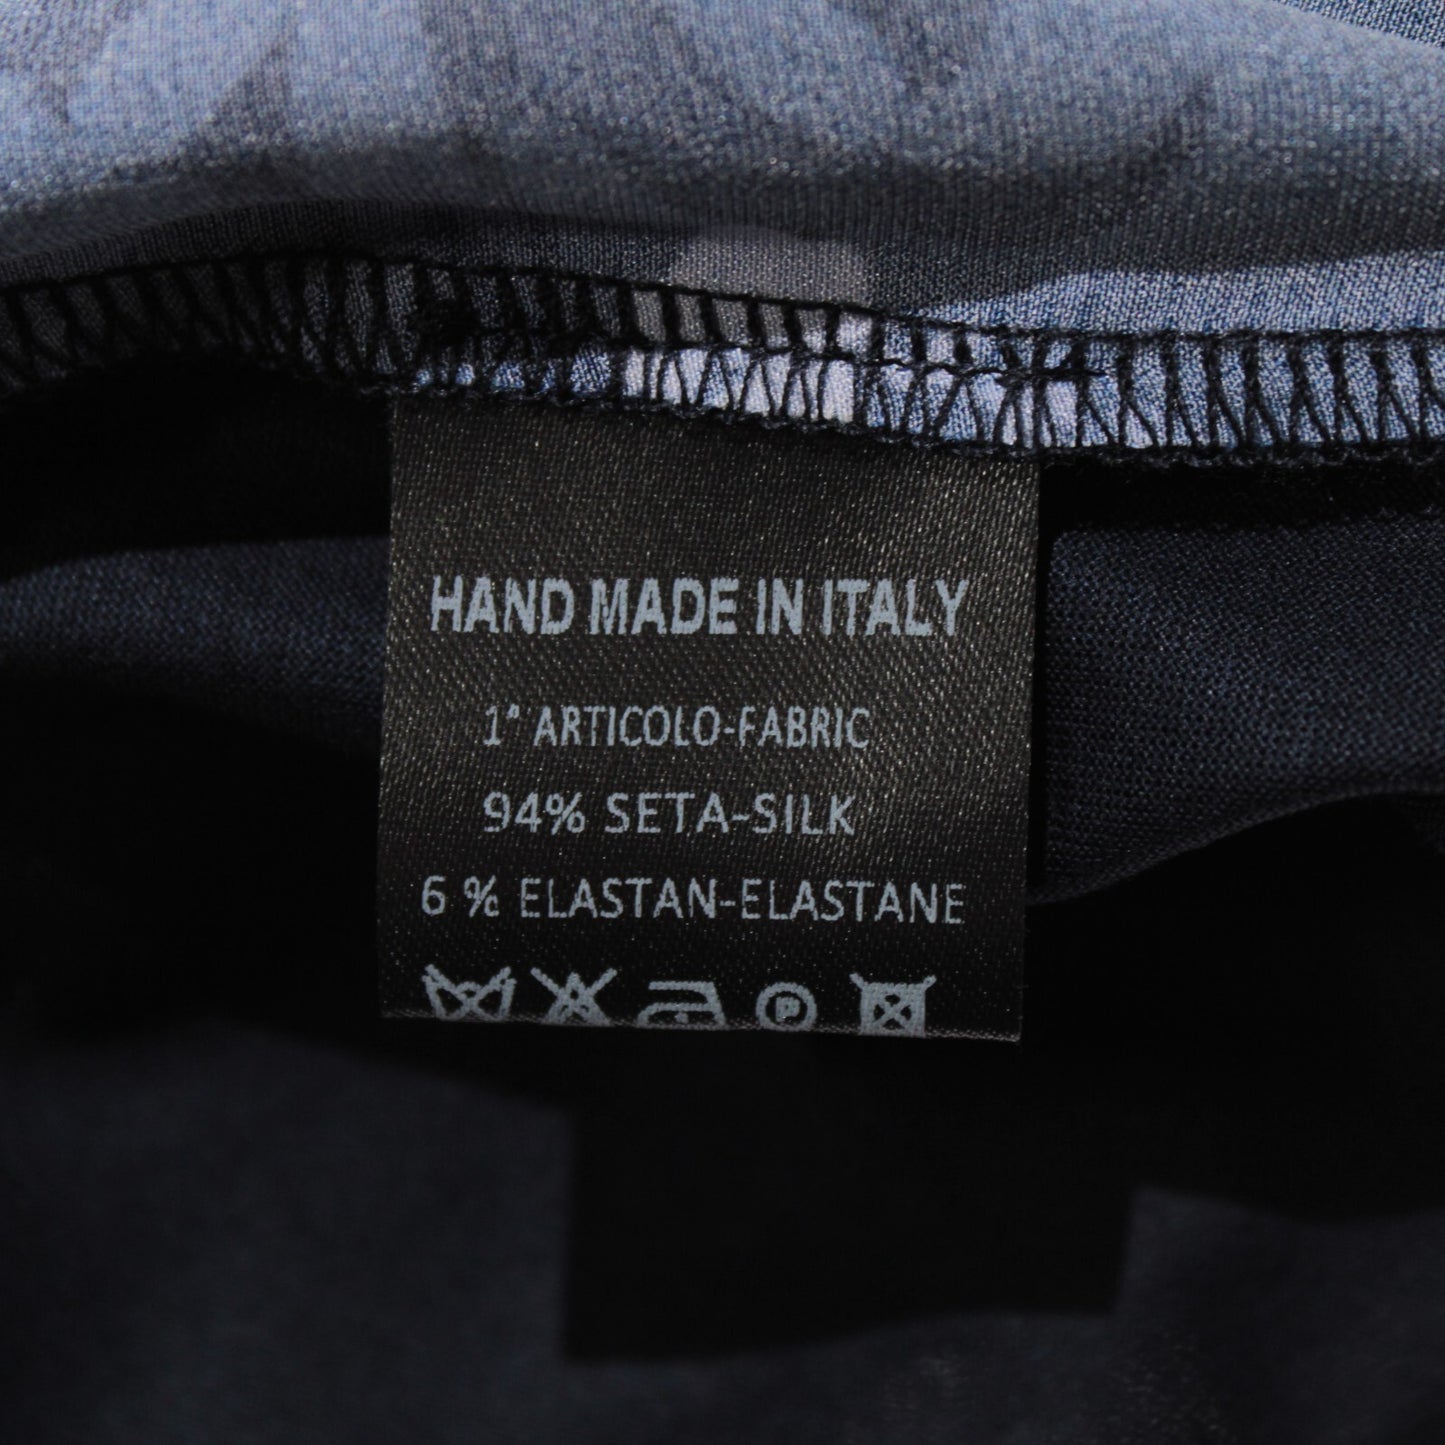 HAND MADE IN ITALY
1° ARTICOLO-FABRIC
94% SETA-SILK
6 % ELASTAN-ELASTANE
P